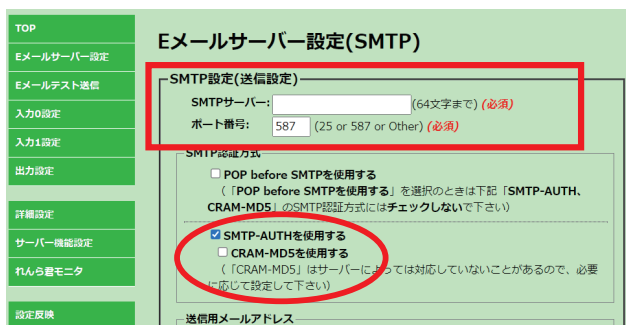 TOP
Eメールサーバー設定
Eメールテスト送信
入力0設定
入力1設定
出力設定
詳細設定
サーバー機能設定
れんら君モニタ
設定反映
Eメールサーバー設定(SMTP)
SMTP設定(送信設定)
SMTPサーバー: (64文字まで) (必須)
ポート番号: 587 (25 or 587 or Other) (必須)
SMTP認証方式
POP before SMTPを使用する
（「POP before SMTPを使用する」を選択のときは下記「SMTP-AUTH、
CRAM-MD5」のSMTP認証方式にはチェックしないで下さい）
SMTP-AUTHを使用する
CRAM-MD5を使用する
（「CRAM-MD5」はサーバーによっては対応していないことがあるので、必要
に応じて設定して下さい）
送信用メールアドレス